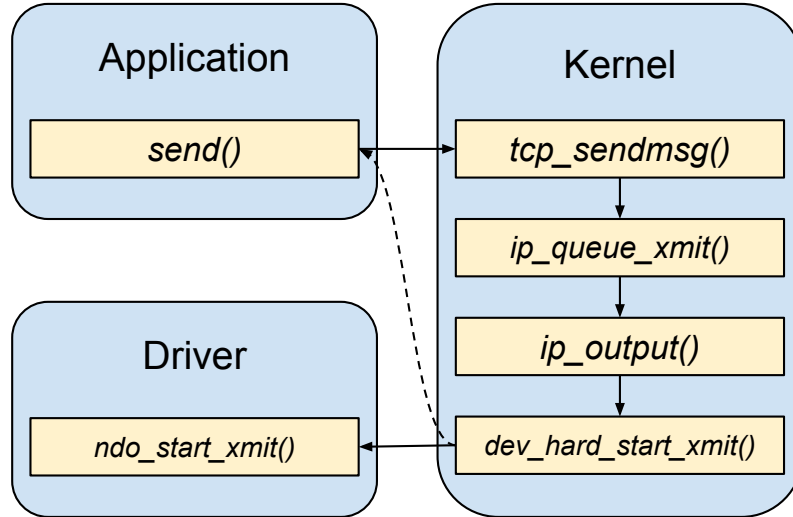 Application
send()
Kernel
tcp_sendmsg()
ip_queue_xmit()
ip_output()
dev_hard_start_xmit()
Driver
ndo_start_xmit()